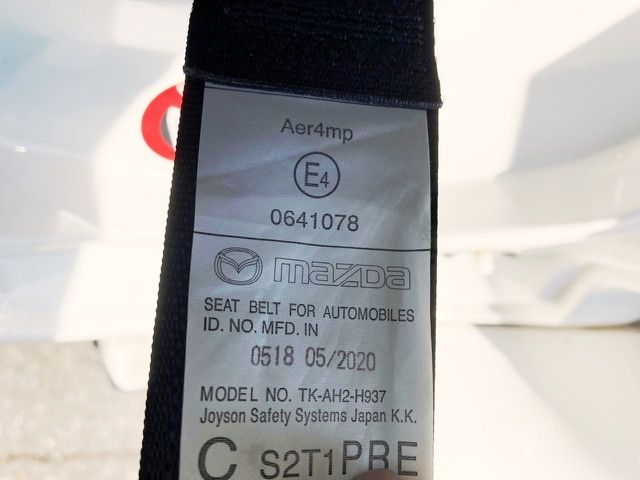 Aer4mp
E4
0641078
mazda
SEAT BELT FOR AUTOMOBILES
ID. NO. MFD. IN
0518 05/2020
MODEL NO. TK-AH2-H937
Joyson Safety Systems Japan K.K.
C S2T1PRE